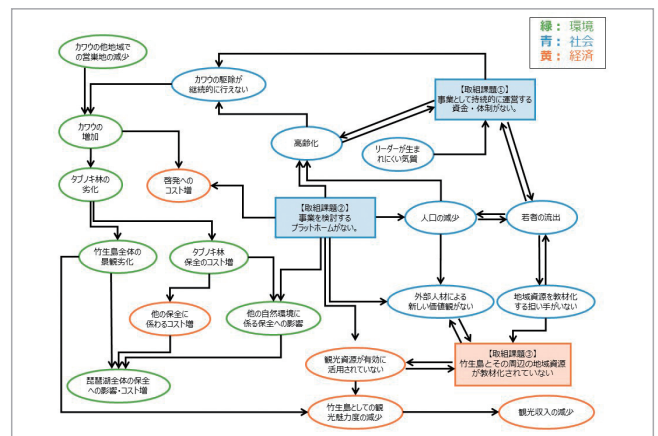 緑： 環境
青： 社会
黄： 経済
カワウの他地域で
の営巣地の減少
カワウの駆除が
継続的に行えない
【取組課題①】
事業として持続的に運営する
資金・体制がない。
カワウの
増加
高齢化
リーダーが生ま
れにくい気質
タブノキ林の
劣化
啓発への
コスト増
【取組課題②】
事業を検討する
プラットホームがない。
人口の減少
若者の流出
竹生島全体の
景観劣化
タブノキ林
保全のコスト増
外部人材による
新しい価値観がない
地域資源を教材化
する担い手がいない
他の保全に
係わるコスト増
他の自然環境に
係る保全への影響
観光資源が有効に
活用されていない
【取組課題③】
竹生島とその周辺の地域資源
が教材化されていない
琵琶湖全体の保全
への影響・コスト増
竹生島としての観
光魅力度の減少
観光収入の減少